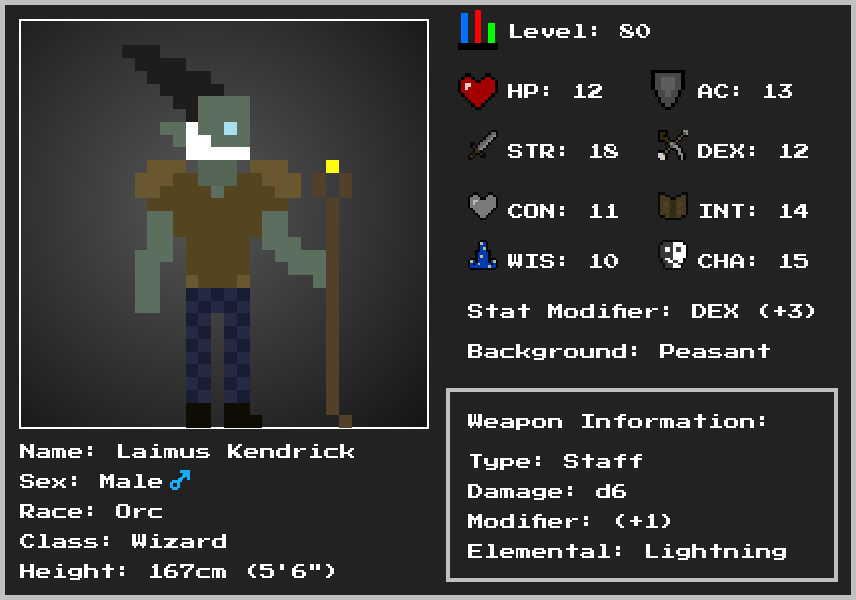 Level: 80
HP: 12
AC: 13
STR: 18
DEX: 12
CON: 11
INT: 14
WIS: 10
CHA: 15
Stat Modifier: DEX (+3)
Background: Peasant
Weapon Information:
Type: Staff
Damage: d6
Modifier: (+1)
Elemental: Lightning
Name: Laimus Kendrick
Sex: Male ♂
Race: Orc
Class: Wizard
Height: 167cm (5'6")